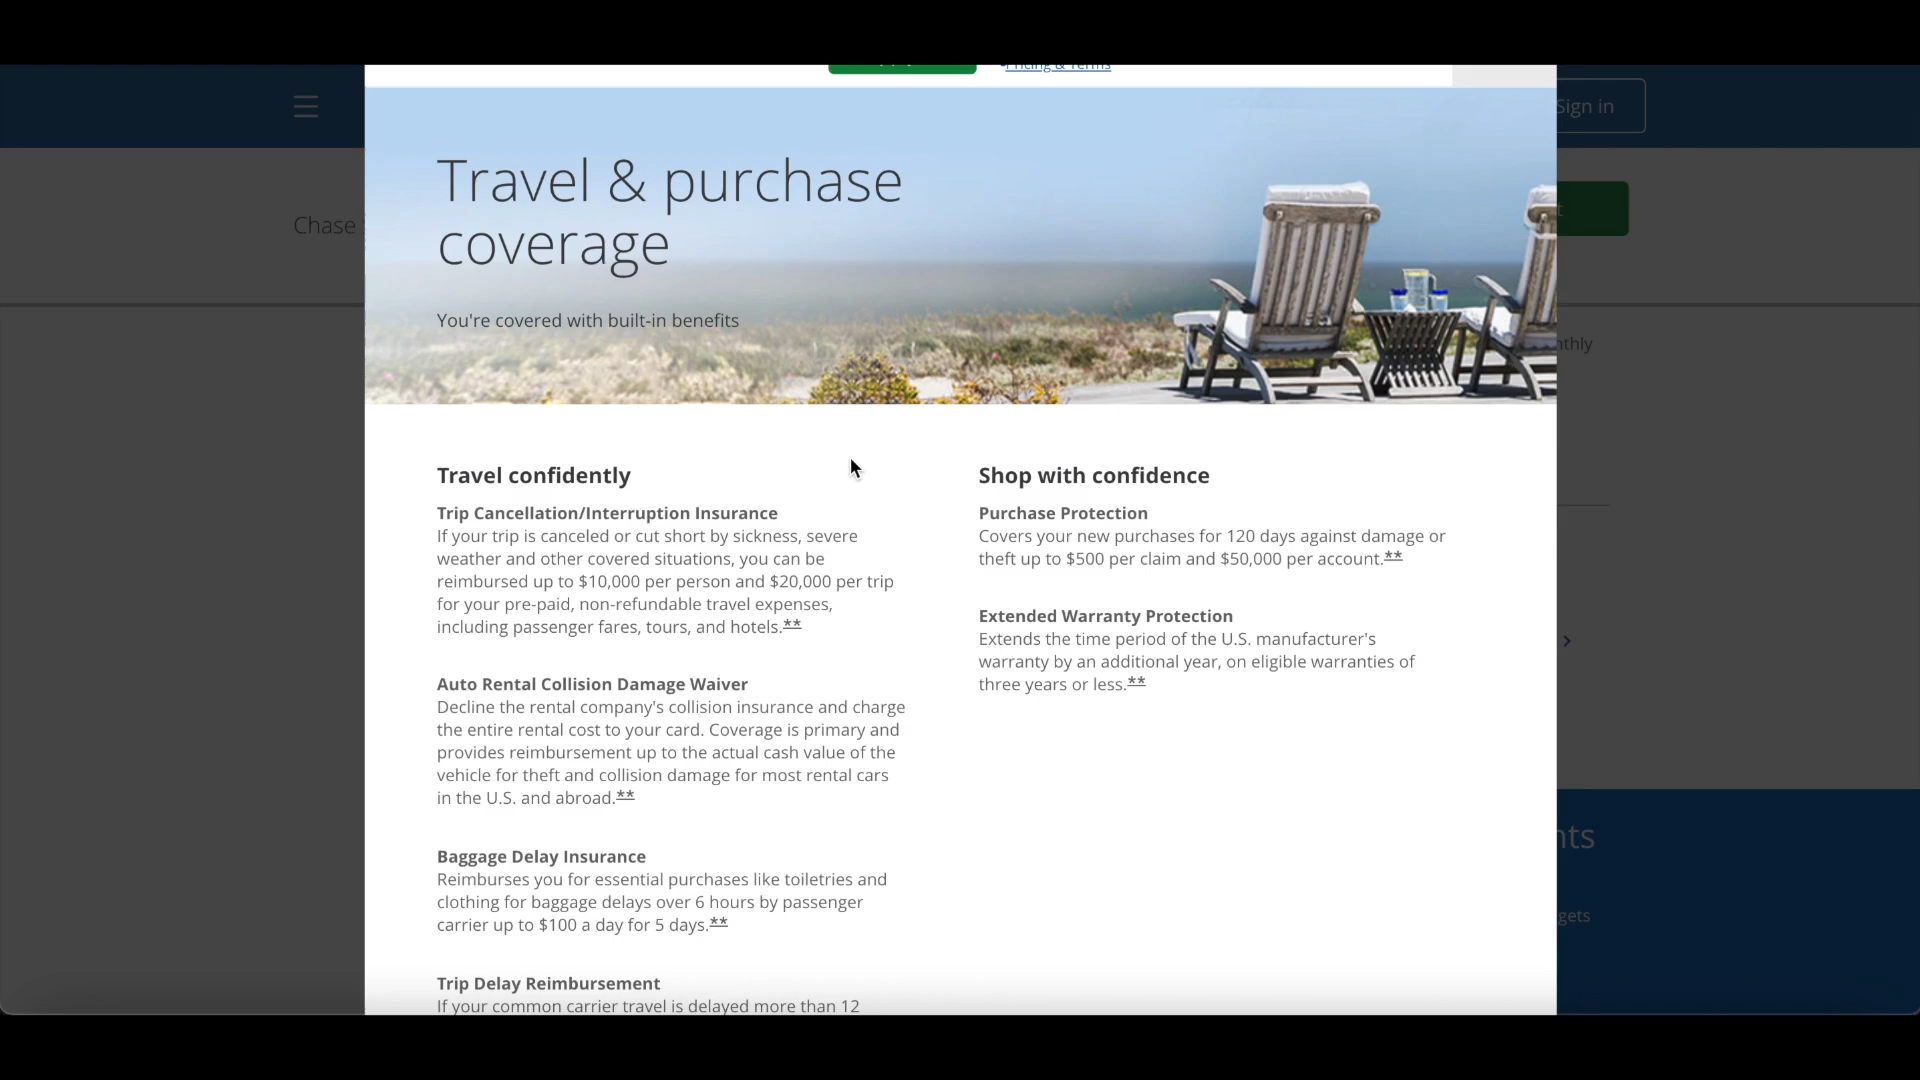 Pricing & Terms
Sign in
Chase
Travel & purchase
coverage
You're covered with built-in benefits
nthly
Travel confidently
Trip Cancellation/Interruption Insurance
If your trip is canceled or cut short by sickness, severe
weather and other covered situations, you can be
reimbursed up to $10,000 per person and $20,000 per trip
for your pre-paid, non-refundable travel expenses,
including passenger fares, tours, and hotels.**
Auto Rental Collision Damage Waiver
Decline the rental company's collision insurance and charge
the entire rental cost to your card. Coverage is primary and
provides reimbursement up to the actual cash value of the
vehicle for theft and collision damage for most rental cars
in the U.S. and abroad.**
Baggage Delay Insurance
Reimburses you for essential purchases like toiletries and
clothing for baggage delays over 6 hours by passenger
carrier up to $100 a day for 5 days.**
Trip Delay Reimbursement
If your common carrier travel is delayed more than 12
Shop with confidence
Purchase Protection
Covers your new purchases for 120 days against damage or
theft up to $500 per claim and $50,000 per account.**
Extended Warranty Protection
Extends the time period of the U.S. manufacturer's
warranty by an additional year, on eligible warranties of
three years or less.**
nts
gets